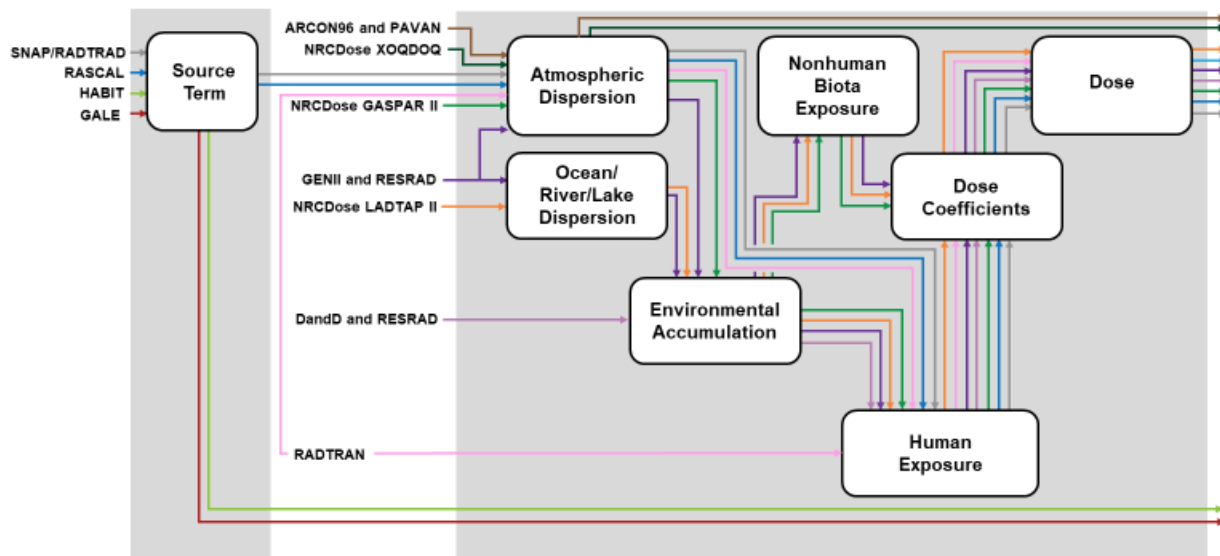 ARCON96 and PAVAN
NRCDose XOQDOQ
SNAP/RADTRAD
RASCAL
HABIT
GALE
Source
Term
Atmospheric
Dispersion
Nonhuman
Biota
Exposure
Dose
NRCDose GASPAR II
GENII and RESRAD
NRCDose LADTAP II
Ocean/
River/Lake
Dispersion
Dose
Coefficients
DandD and RESRAD
Environmental
Accumulation
RADTRAN
Human
Exposure